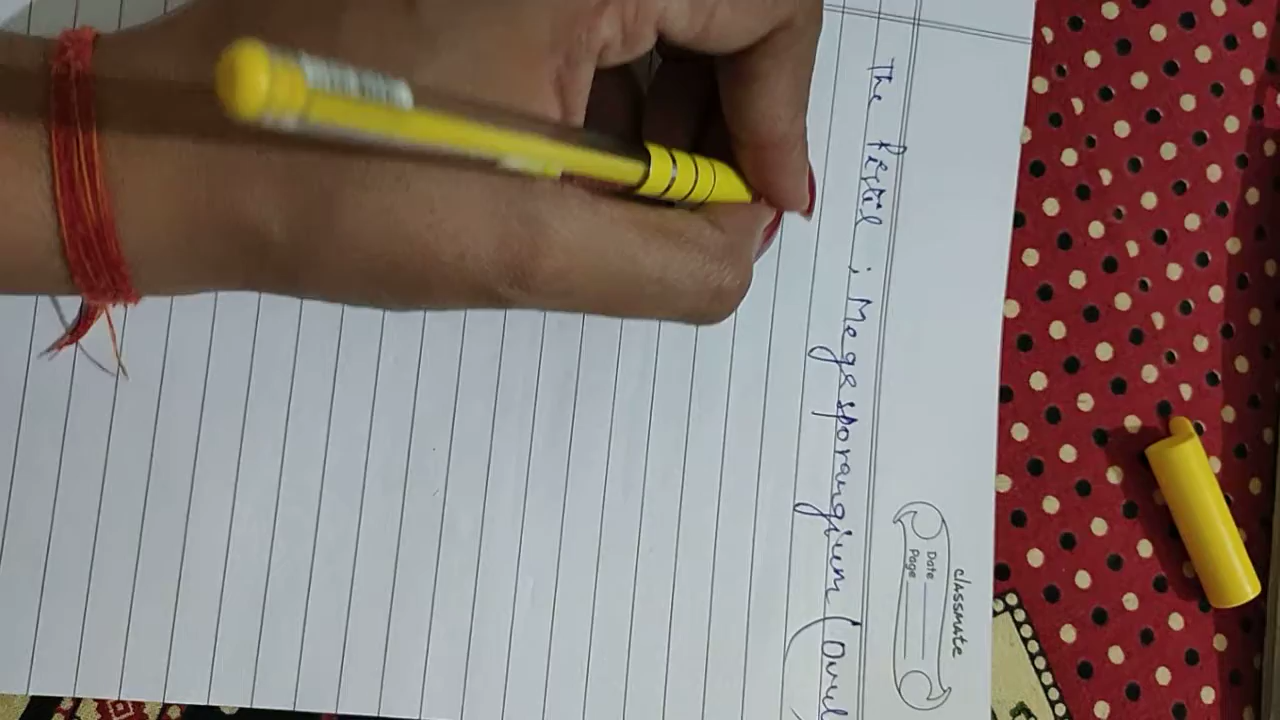 classmate
Date
Page
The Pistil ; Megasporangium (Ovul